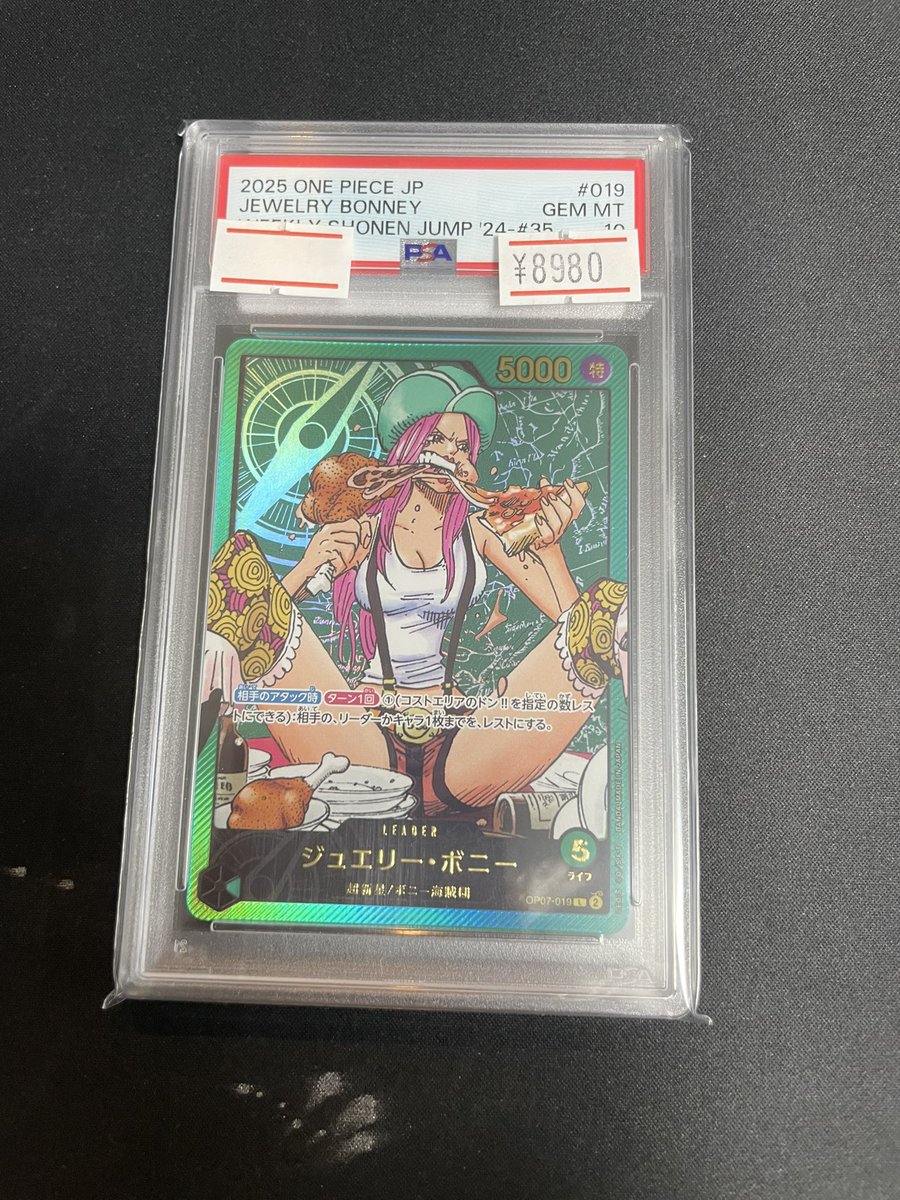 2025 ONE PIECE JP
#019
JEWELRY BONNEY
GEM MT
WEEKLY SHONEN JUMP '24-#35
10
PSA
¥8980
5000
特
相手のアタック時 ターン1回 ①(コストエリアのドン!!を指定の数レス
トにできる):相手の、リーダーかキャラ1枚までを、レストにする。
LEADER
ジュエリー・ボニー
超新星/ボニー海賊団
5
ライフ
OP07-019 L 2